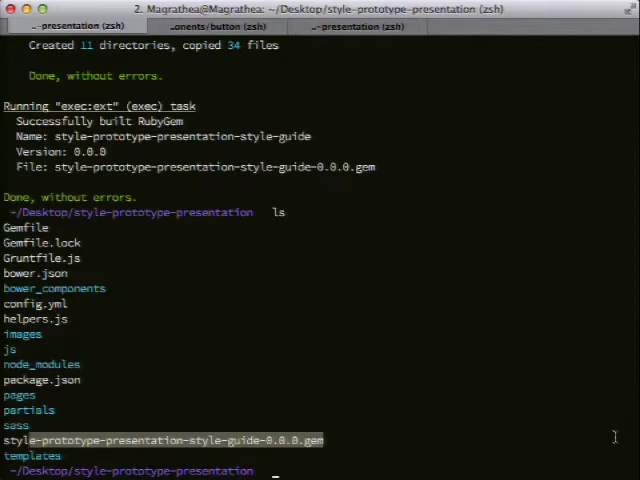 2. Magrathea@Magrathea: ~/Desktop/style-prototype-presentation (zsh)
..-presentation (zsh) ..onents/button (zsh) ..-presentation (zsh)
Created 11 directories, copied 34 files
Done, without errors.
Running "exec:ext" (exec) task
Successfully built RubyGem
Name: style-prototype-presentation-style-guide
Version: 0.0.0
File: style-prototype-presentation-style-guide-0.0.0.gem
Done, without errors.
~/Desktop/style-prototype-presentation ls
Gemfile
Gemfile.lock
Gruntfile.js
bower.json
bower_components
config.yml
helpers.js
images
js
node_modules
package.json
pages
partials
sass
style-prototype-presentation-style-guide-0.0.0.gem
templates
~/Desktop/style-prototype-presentation